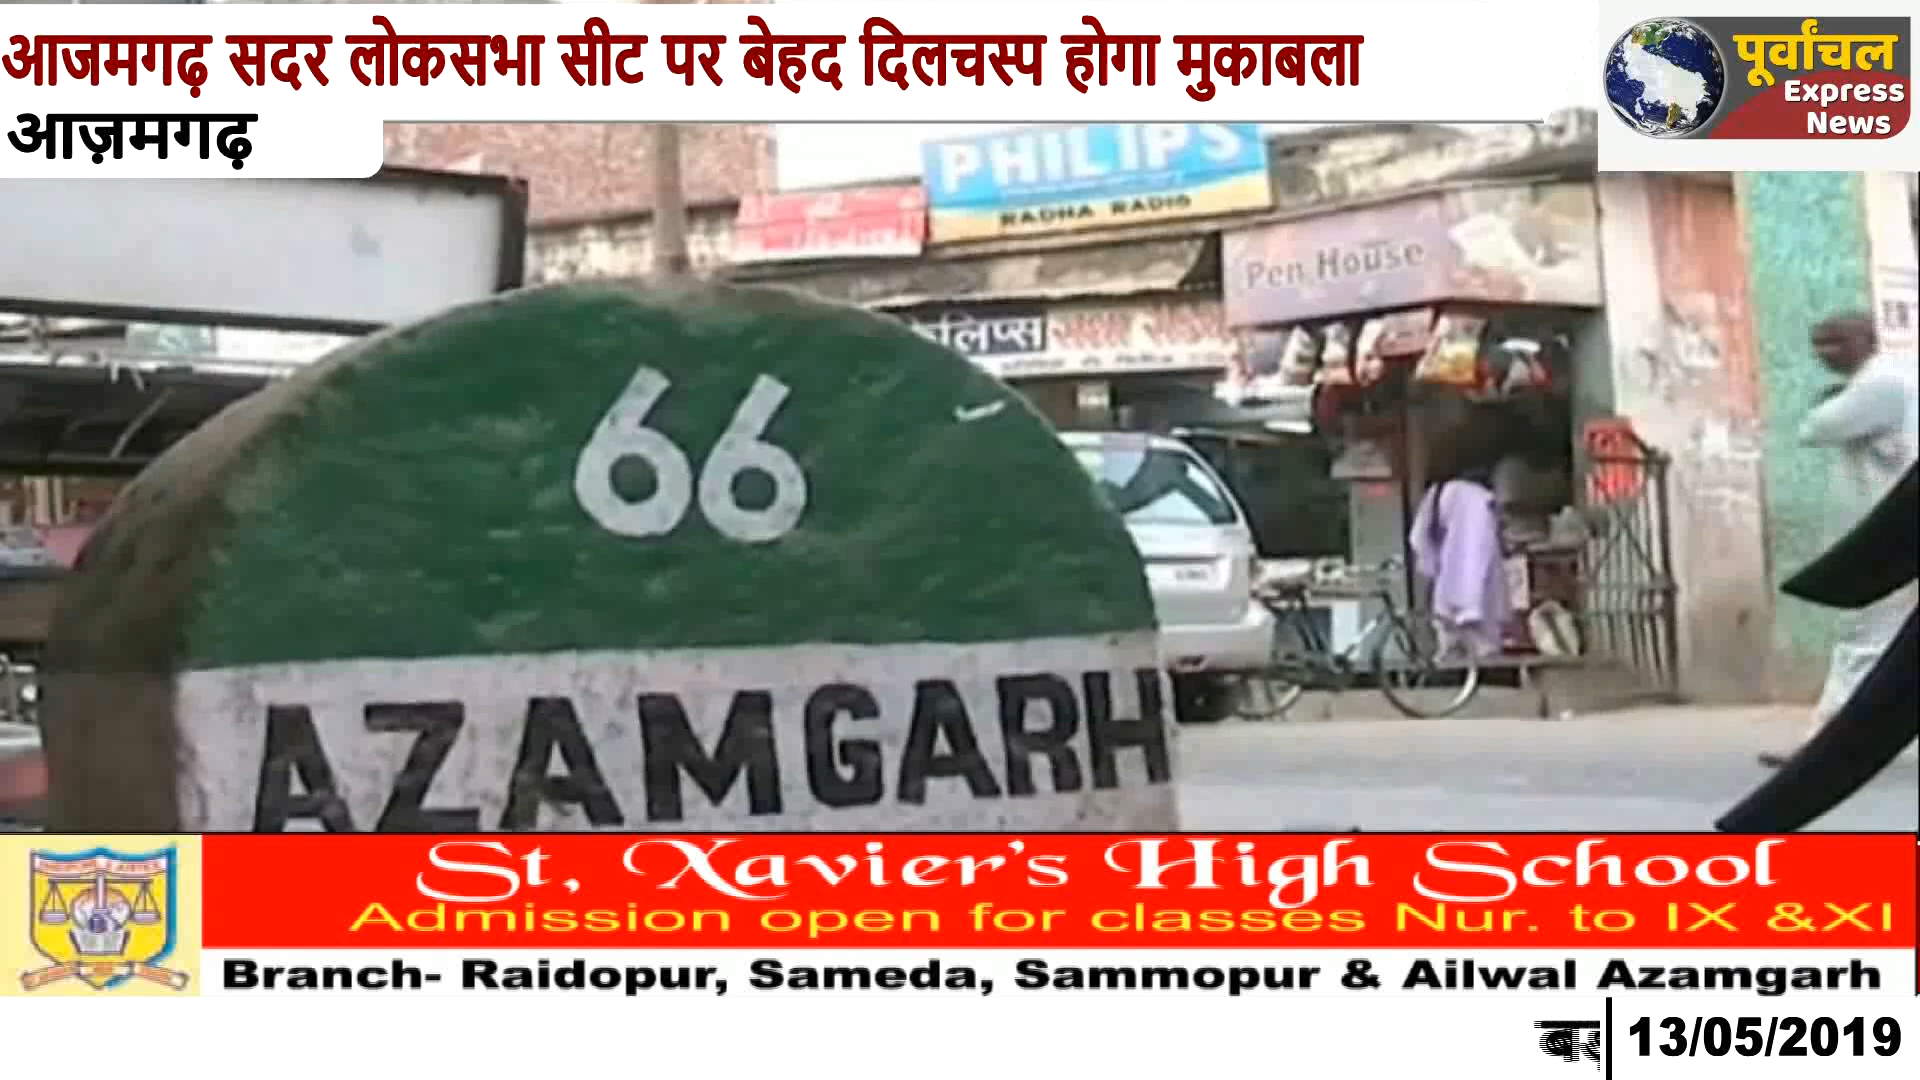 आजमगढ़ सदर लोकसभा सीट पर बेहद दिलचस्प होगा मुकाबला
आज़मगढ़
पूर्वांचल
Express
News
PHILIPS
RADHA RADIO
Pen House
66
AZAMGARH
St, Xavier's High School
Admission open for classes Nur. to IX &XI
Branch- Raidopur, Sameda, Sammopur & Ailwal Azamgarh
13/05/2019